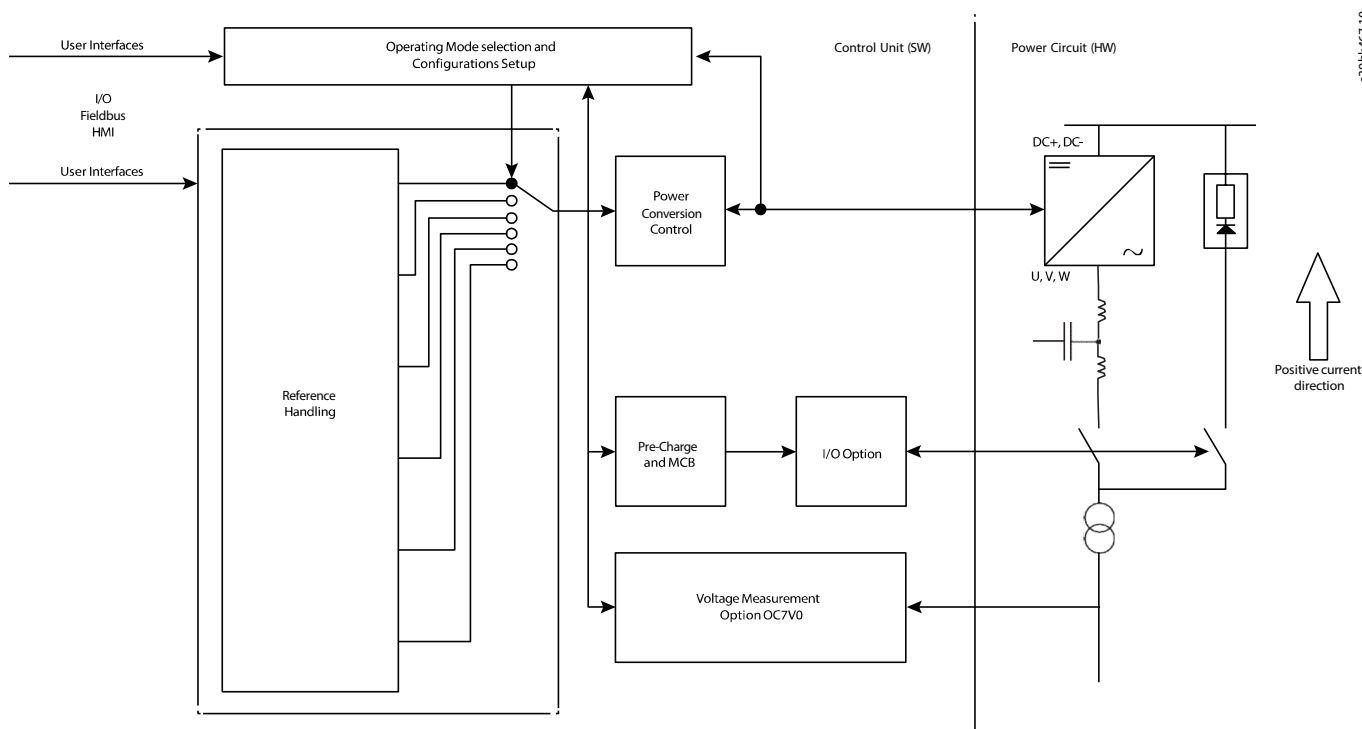 User Interfaces
Operating Mode selection and
Configurations Setup
Control Unit (SW)
Power Circuit (HW)
I/O
Fieldbus
HMI
User Interfaces
DC+, DC-
Power
Conversion
Control
U, V, W
Positive current
direction
Reference
Handling
Pre-Charge
and MCB
I/O Option
Voltage Measurement
Option OC7V0